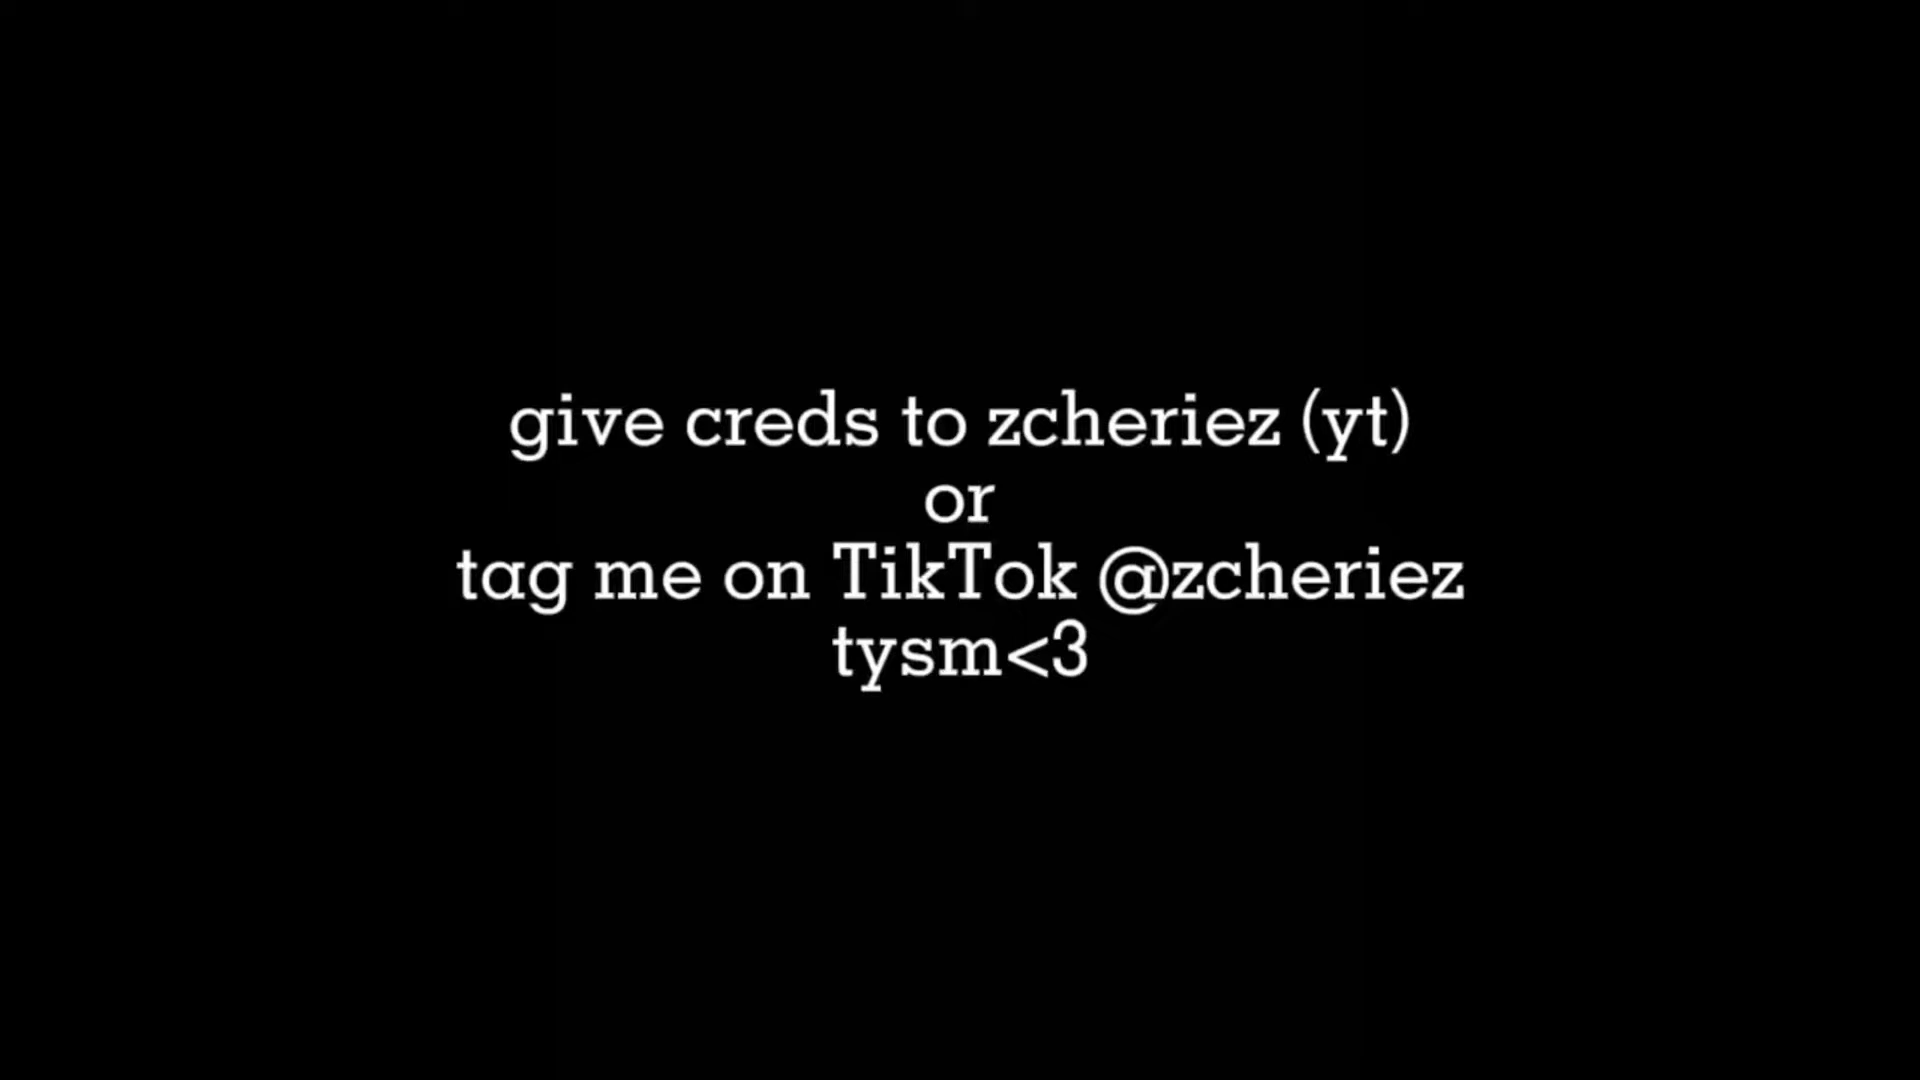 give creds to zcheriez (yt)
or
tag me on TikTok @zcheriez
tysm<3